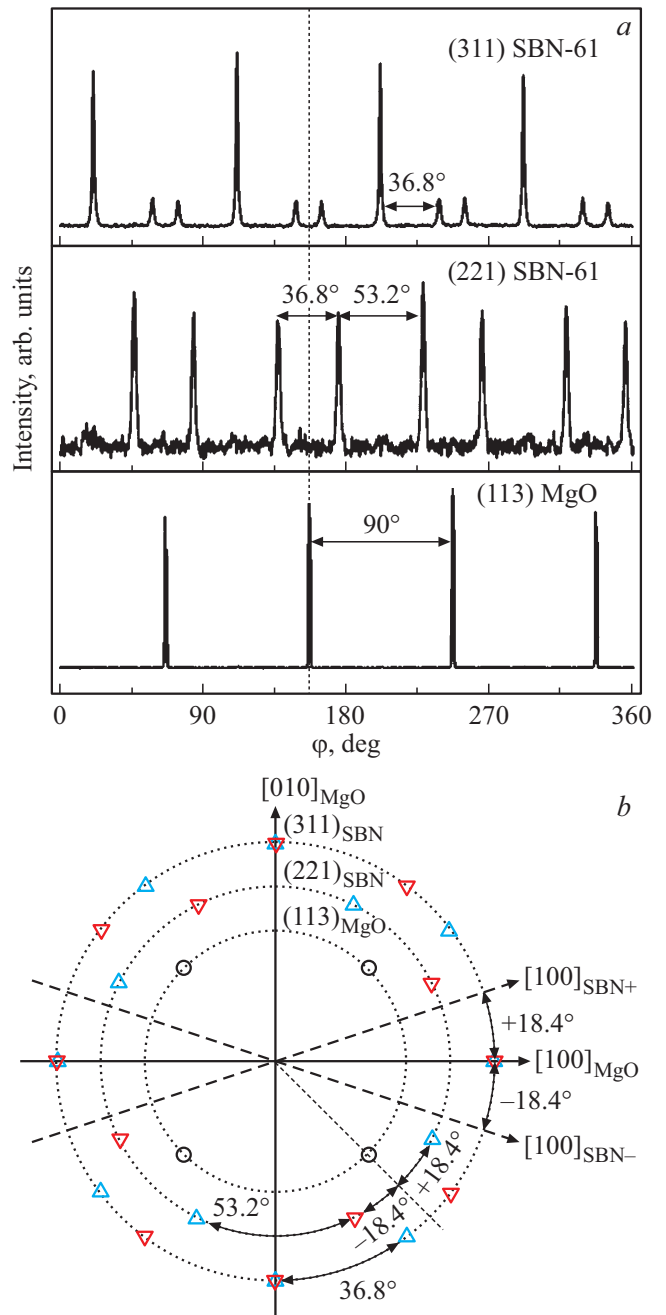 a
(311) SBN-61
36.8°
(221) SBN-61
36.8° 53.2°
(113) MgO
90°
Intensity, arb. units
0 90 180 270 360
φ, deg
b
[010]MgO
(311)SBN
(221)SBN
(113)MgO
[100]SBN+
+18.4°
[100]MgO
–18.4°
[100]SBN–
+18.4°
–18.4°
53.2°
36.8°